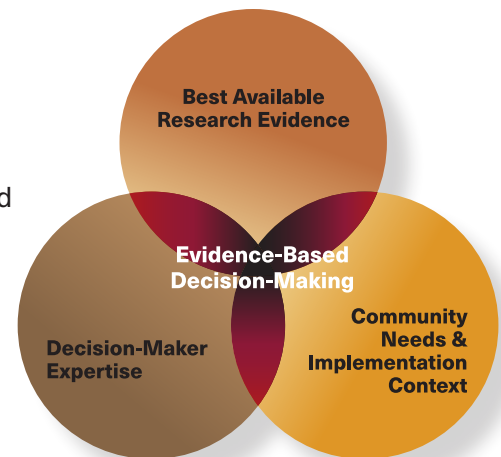 Best Available
Research Evidence
d
Evidence-Based
Decision-Making
Decision-Maker
Expertise
Community
Needs &
Implementation
Context